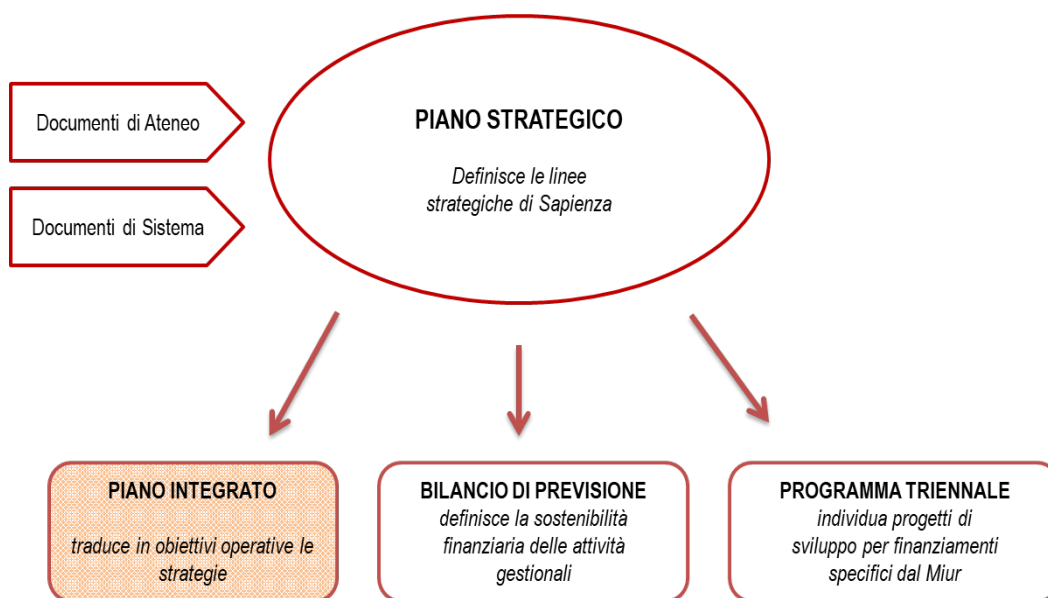 Documenti di Ateneo
Documenti di Sistema
PIANO STRATEGICO
Definisce le linee
strategiche di Sapienza
PIANO INTEGRATO
traduce in obiettivi operative le
strategie
BILANCIO DI PREVISIONE
definisce la sostenibilità
finanziaria delle attività
gestionali
PROGRAMMA TRIENNALE
individua progetti di
sviluppo per finanziamenti
specifici dal Miur